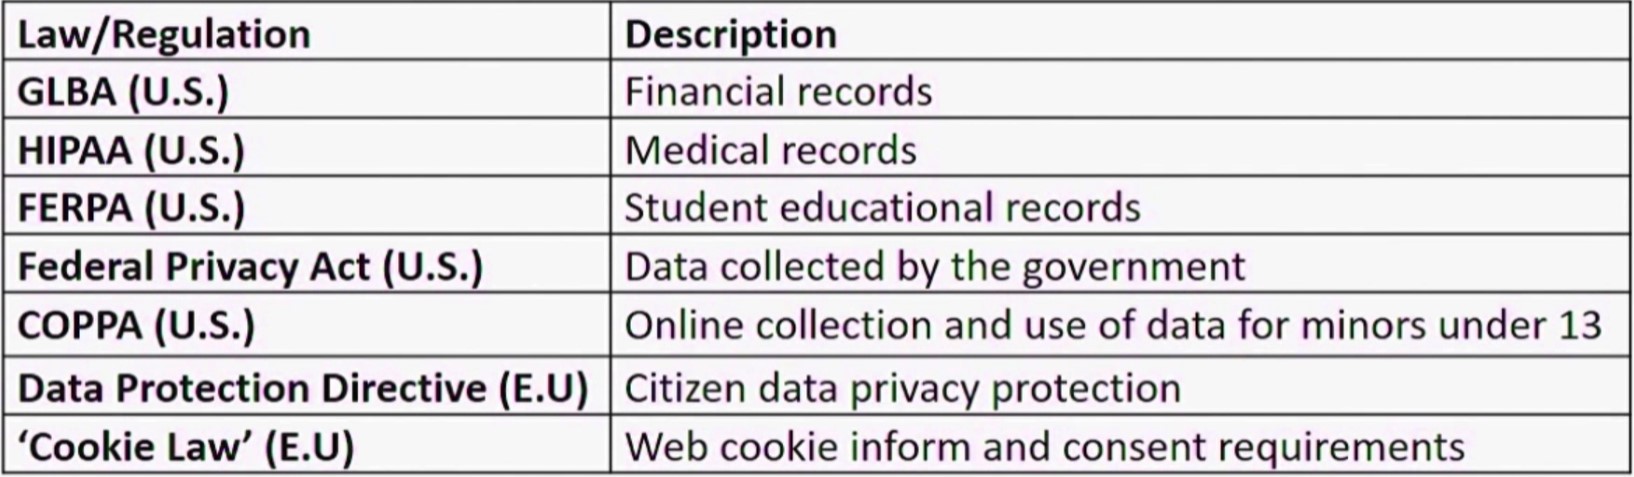 Law/Regulation Description
GLBA (U.S.) Financial records
HIPAA (U.S.) Medical records
FERPA (U.S.) Student educational records
Federal Privacy Act (U.S.) Data collected by the government
COPPA (U.S.) Online collection and use of data for minors under 13
Data Protection Directive (E.U) Citizen data privacy protection
‘Cookie Law’ (E.U) Web cookie inform and consent requirements